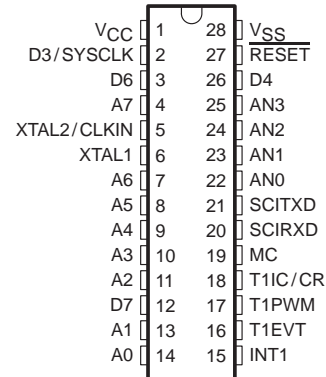 VCC 1 28 VSS
D3/SYSCLK 2 27 RESET
D6 3 26 D4
A7 4 25 AN3
XTAL2/CLKIN 5 24 AN2
XTAL1 6 23 AN1
A6 7 22 AN0
A5 8 21 SCITXD
A4 9 20 SCIRXD
A3 10 19 MC
A2 11 18 T1IC/CR
D7 12 17 T1PWM
A1 13 16 T1EVT
A0 14 15 INT1